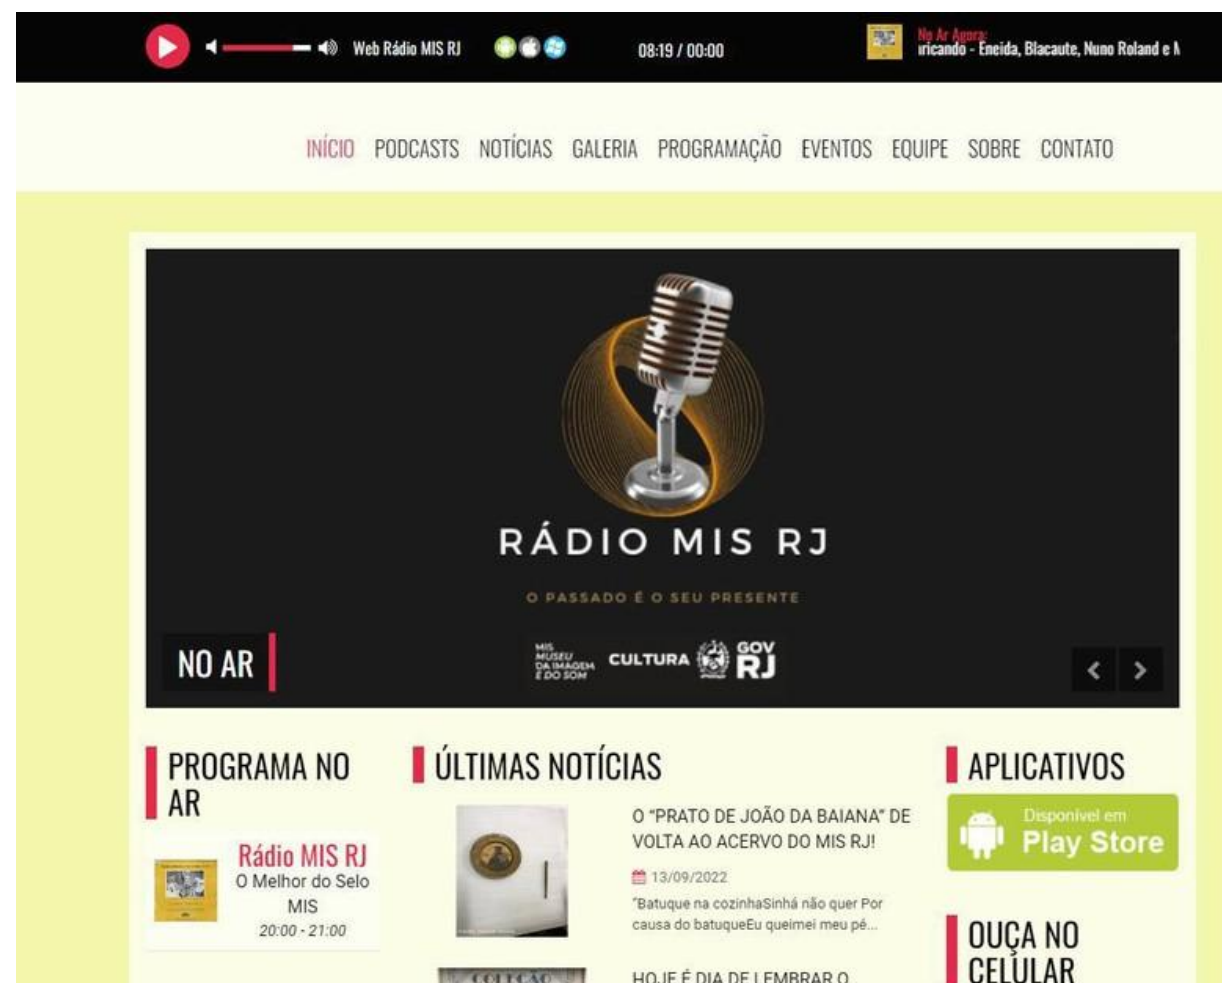 Web Rádio MIS RJ
08:19 / 00:00
No Ar Agora:
Eneida, Blacaute, Nuno Roland e
INÍCIO PODCASTS NOTÍCIAS GALERIA PROGRAMAÇÃO EVENTOS EQUIPE SOBRE CONTATO
RÁDIO MIS RJ
O PASSADO É O SEU PRESENTE
MIS
MUSEU
DA IMAGEM
E DO SOM
CULTURA
GOV
RJ
NO AR
PROGRAMA NO
AR
Rádio MIS RJ
O Melhor do Selo
MIS
20:00 - 21:00
ÚLTIMAS NOTÍCIAS
O “PRATO DE JOÃO DA BAIANA” DE
VOLTA AO ACERVO DO MIS RJ!
13/09/2022
“Batuque na cozinhaSinhá não quer Por
causa do batuqueEu queimei meu pé...
COLEÇÃO
HOJE É DIA DE LEMBRAR O
APLICATIVOS
Disponível em
Play Store
OUÇA NO
CELULAR